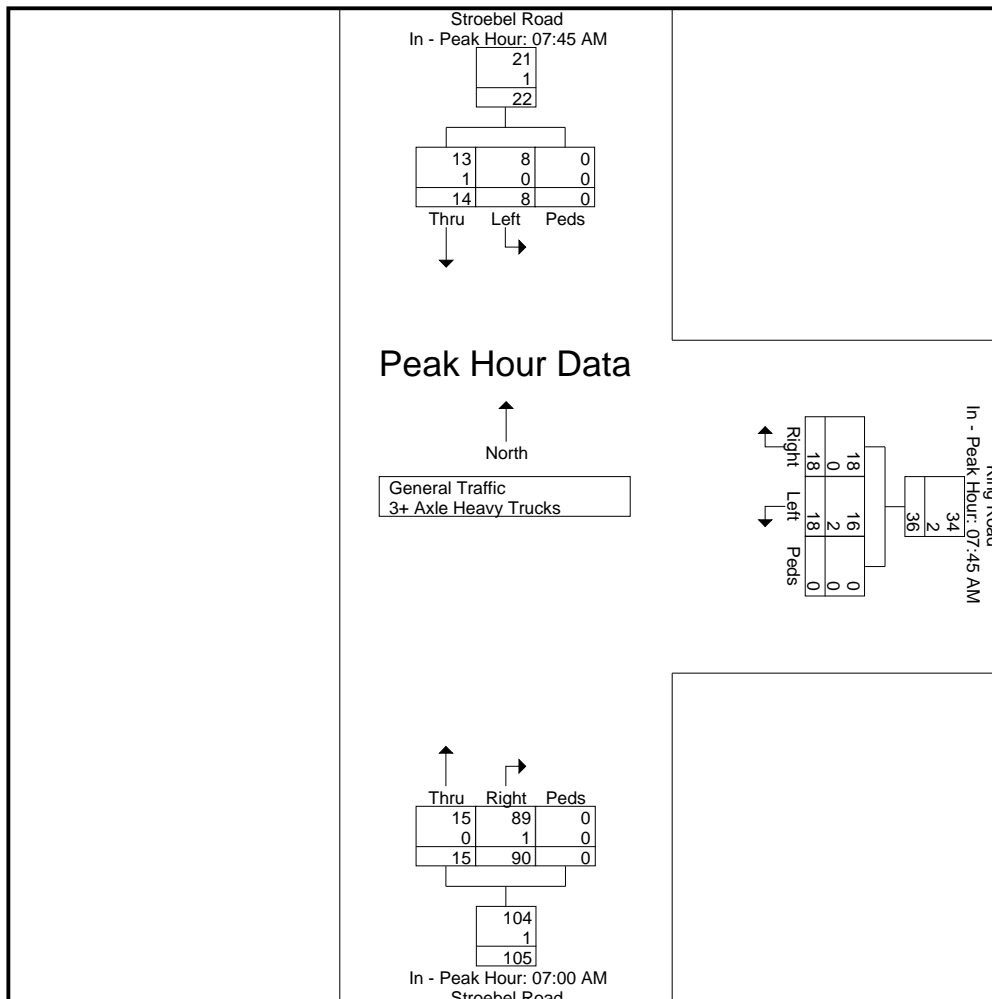 Stroebel Road
In - Peak Hour: 07:45 AM
21
1
22
13 8 0
1 0 0
14 8 0
Thru Left Peds
Peak Hour Data
North
General Traffic
3+ Axle Heavy Trucks
Road
In - Peak Hour: 07:45 AM
34
2
36
18 16 0
0 2 0
18 18 0
Right Left Peds
Thru Right Peds
15 89 0
0 1 0
15 90 0
104
1
105
In - Peak Hour: 07:00 AM
Stroebel Road